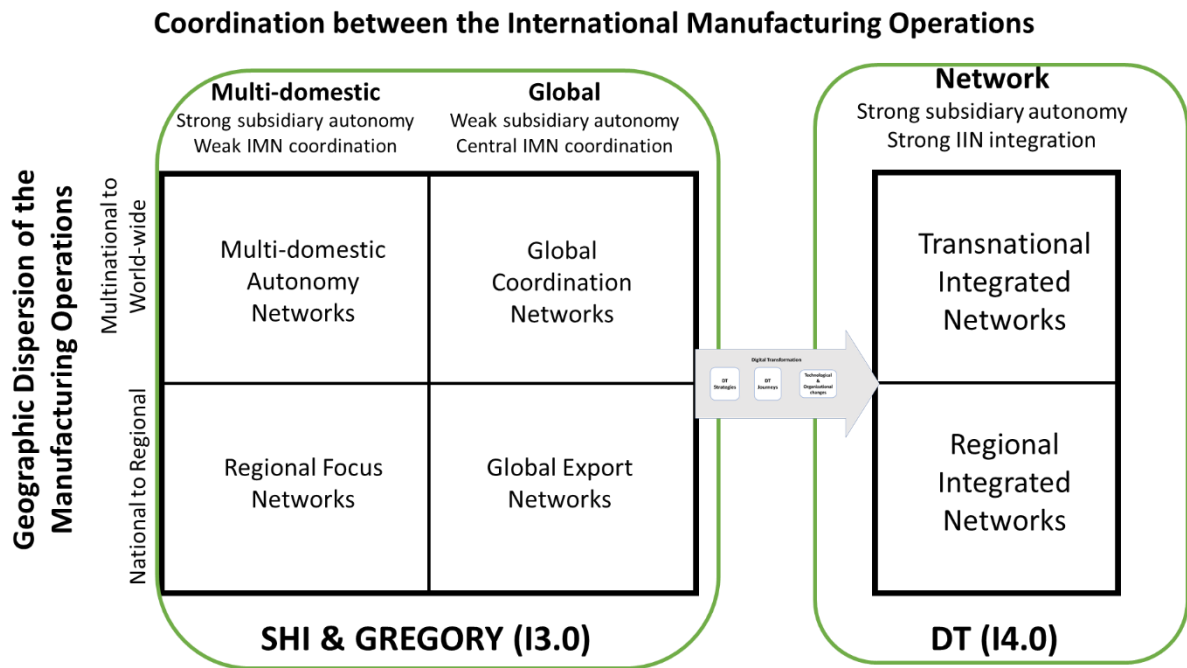 Coordination between the International Manufacturing Operations
Multi-domestic
Strong subsidiary autonomy
Weak IMN coordination
Global
Weak subsidiary autonomy
Central IMN coordination
Network
Strong subsidiary autonomy
Strong IIN integration
Geographic Dispersion of the
Manufacturing Operations
Multinational to
World-wide
National to Regional
Multi-domestic
Autonomy
Networks
Global
Coordination
Networks
Transnational
Integrated
Networks
Digital Transformation
DT
Strategies
DT
Journeys
Technological
&
Organizational
changes
Regional Focus
Networks
Global Export
Networks
Regional
Integrated
Networks
SHI & GREGORY (I3.0)
DT (I4.0)